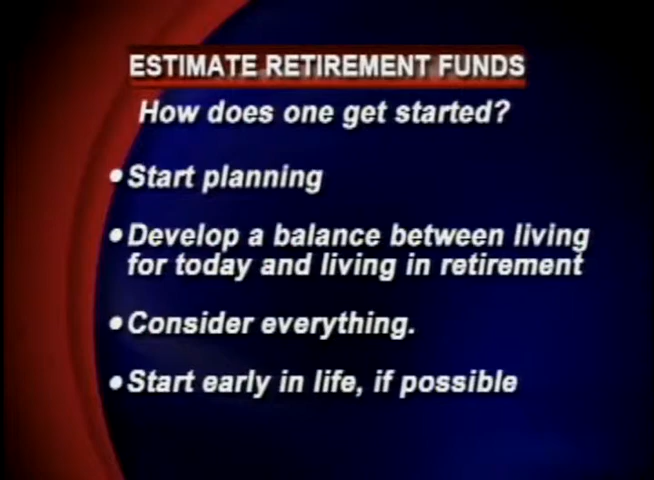 ESTIMATE RETIREMENT FUNDS
How does one get started?
•Start planning
•Develop a balance between living
for today and living in retirement
•Consider everything.
•Start early in life, if possible